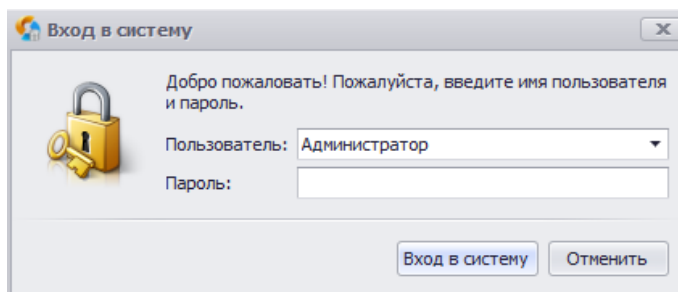 Вход в систему
Добро пожаловать! Пожалуйста, введите имя пользователя
и пароль.
Пользователь: Администратор
Пароль:
Вход в систему Отменить